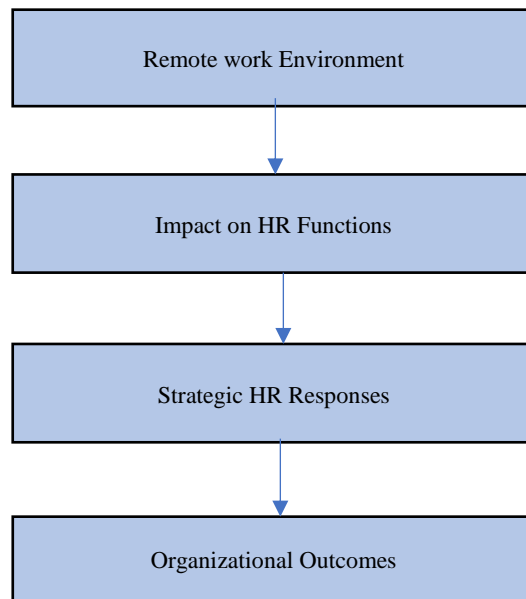 Remote work Environment
Impact on HR Functions
Strategic HR Responses
Organizational Outcomes